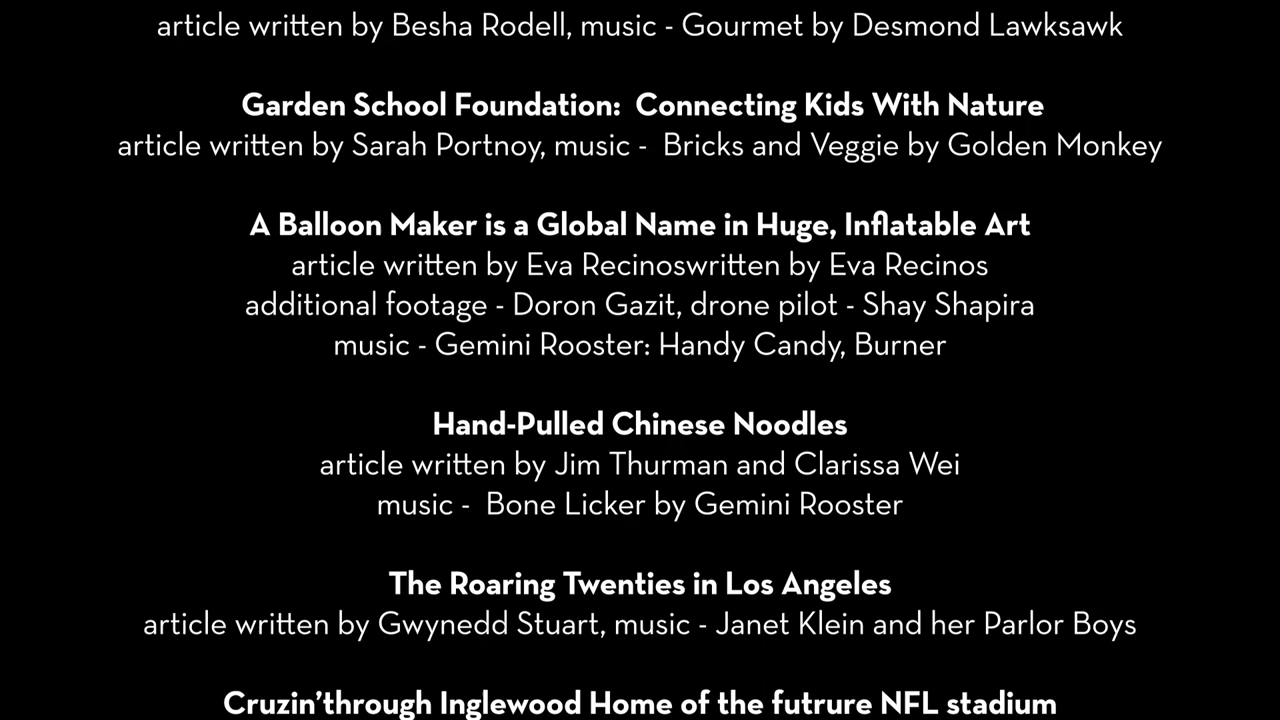 article written by Besha Rodell, music - Gourmet by Desmond Lawksawk
Garden School Foundation:  Connecting Kids With Nature
article written by Sarah Portnoy, music -  Bricks and Veggie by Golden Monkey
A Balloon Maker is a Global Name in Huge, Inflatable Art
article written by Eva Recinoswritten by Eva Recinos
additional footage - Doron Gazit, drone pilot - Shay Shapira
music - Gemini Rooster: Handy Candy, Burner
Hand-Pulled Chinese Noodles
article written by Jim Thurman and Clarissa Wei
music -  Bone Licker by Gemini Rooster
The Roaring Twenties in Los Angeles
article written by Gwynedd Stuart, music - Janet Klein and her Parlor Boys
Cruzin’through Inglewood Home of the futrure NFL stadium